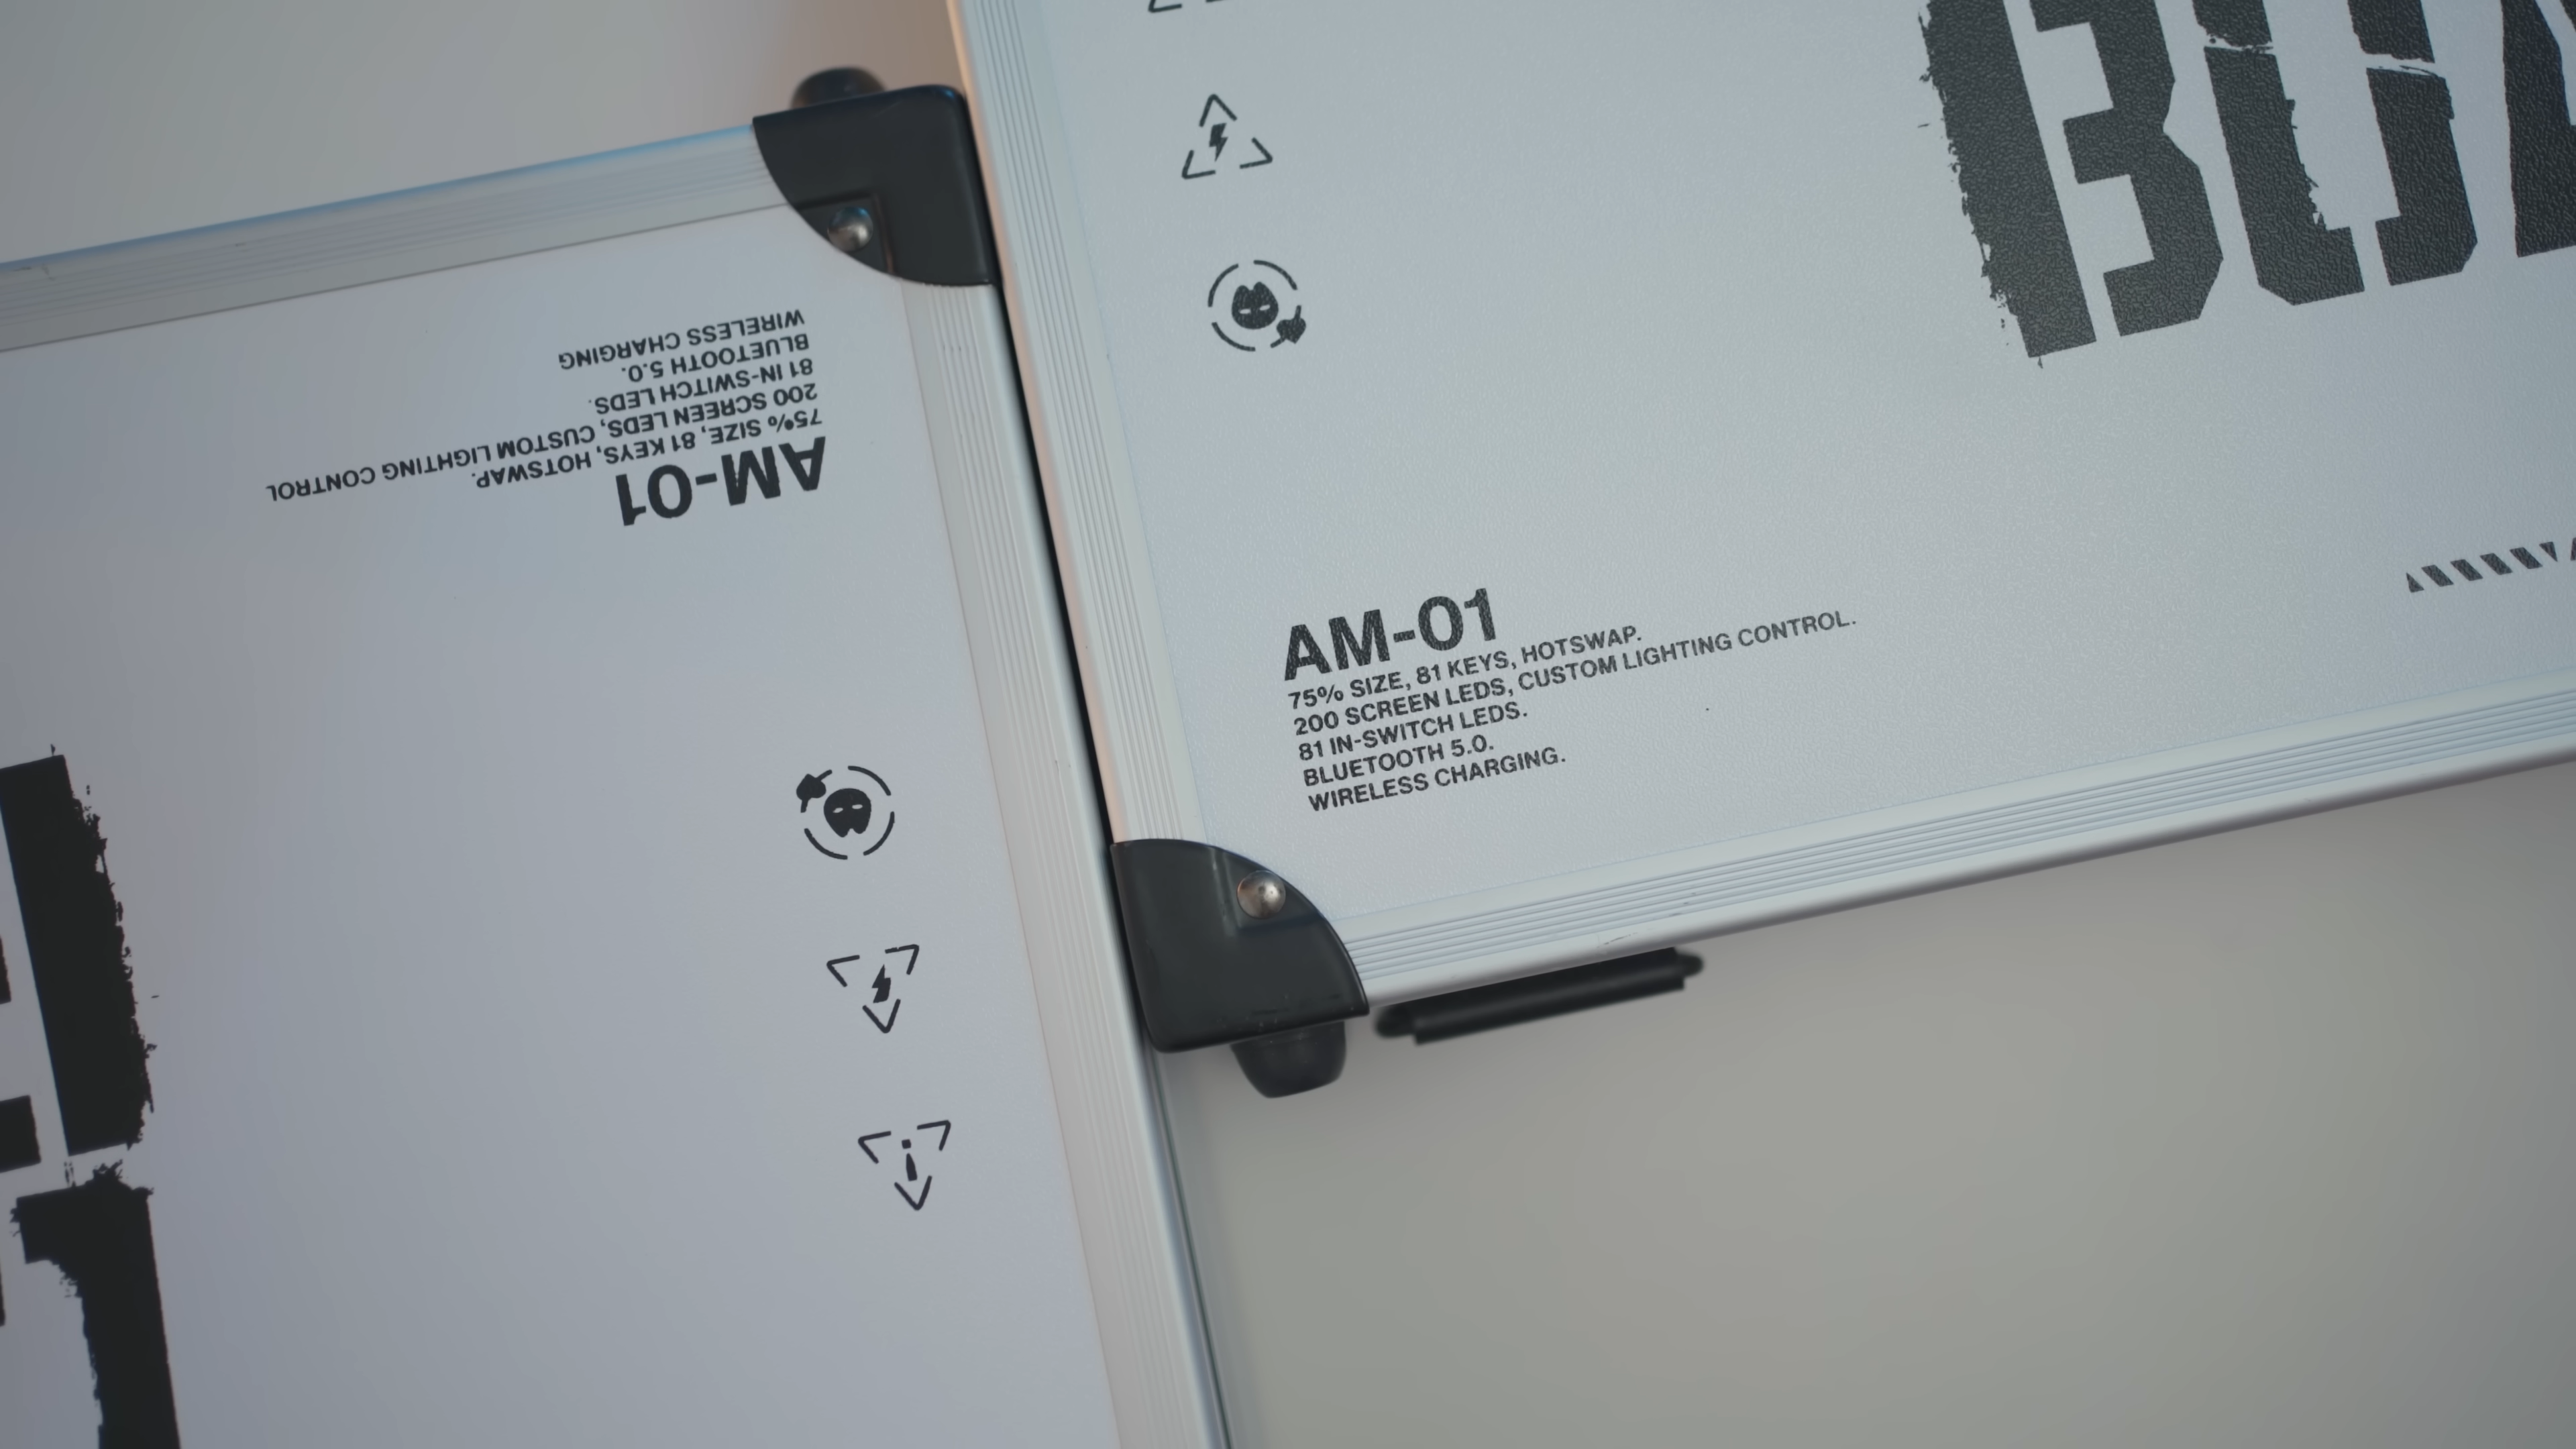 AM-01
75% SIZE, 81 KEYS, HOTSWAP.
200 SCREEN LEDS, CUSTOM LIGHTING CONTROL
81 IN-SWITCH LEDS.
BLUETOOTH 5.0.
WIRELESS CHARGING
AM-01
75% SIZE, 81 KEYS, HOTSWAP.
200 SCREEN LEDS, CUSTOM LIGHTING CONTROL.
81 IN-SWITCH LEDS.
BLUETOOTH 5.0.
WIRELESS CHARGING.